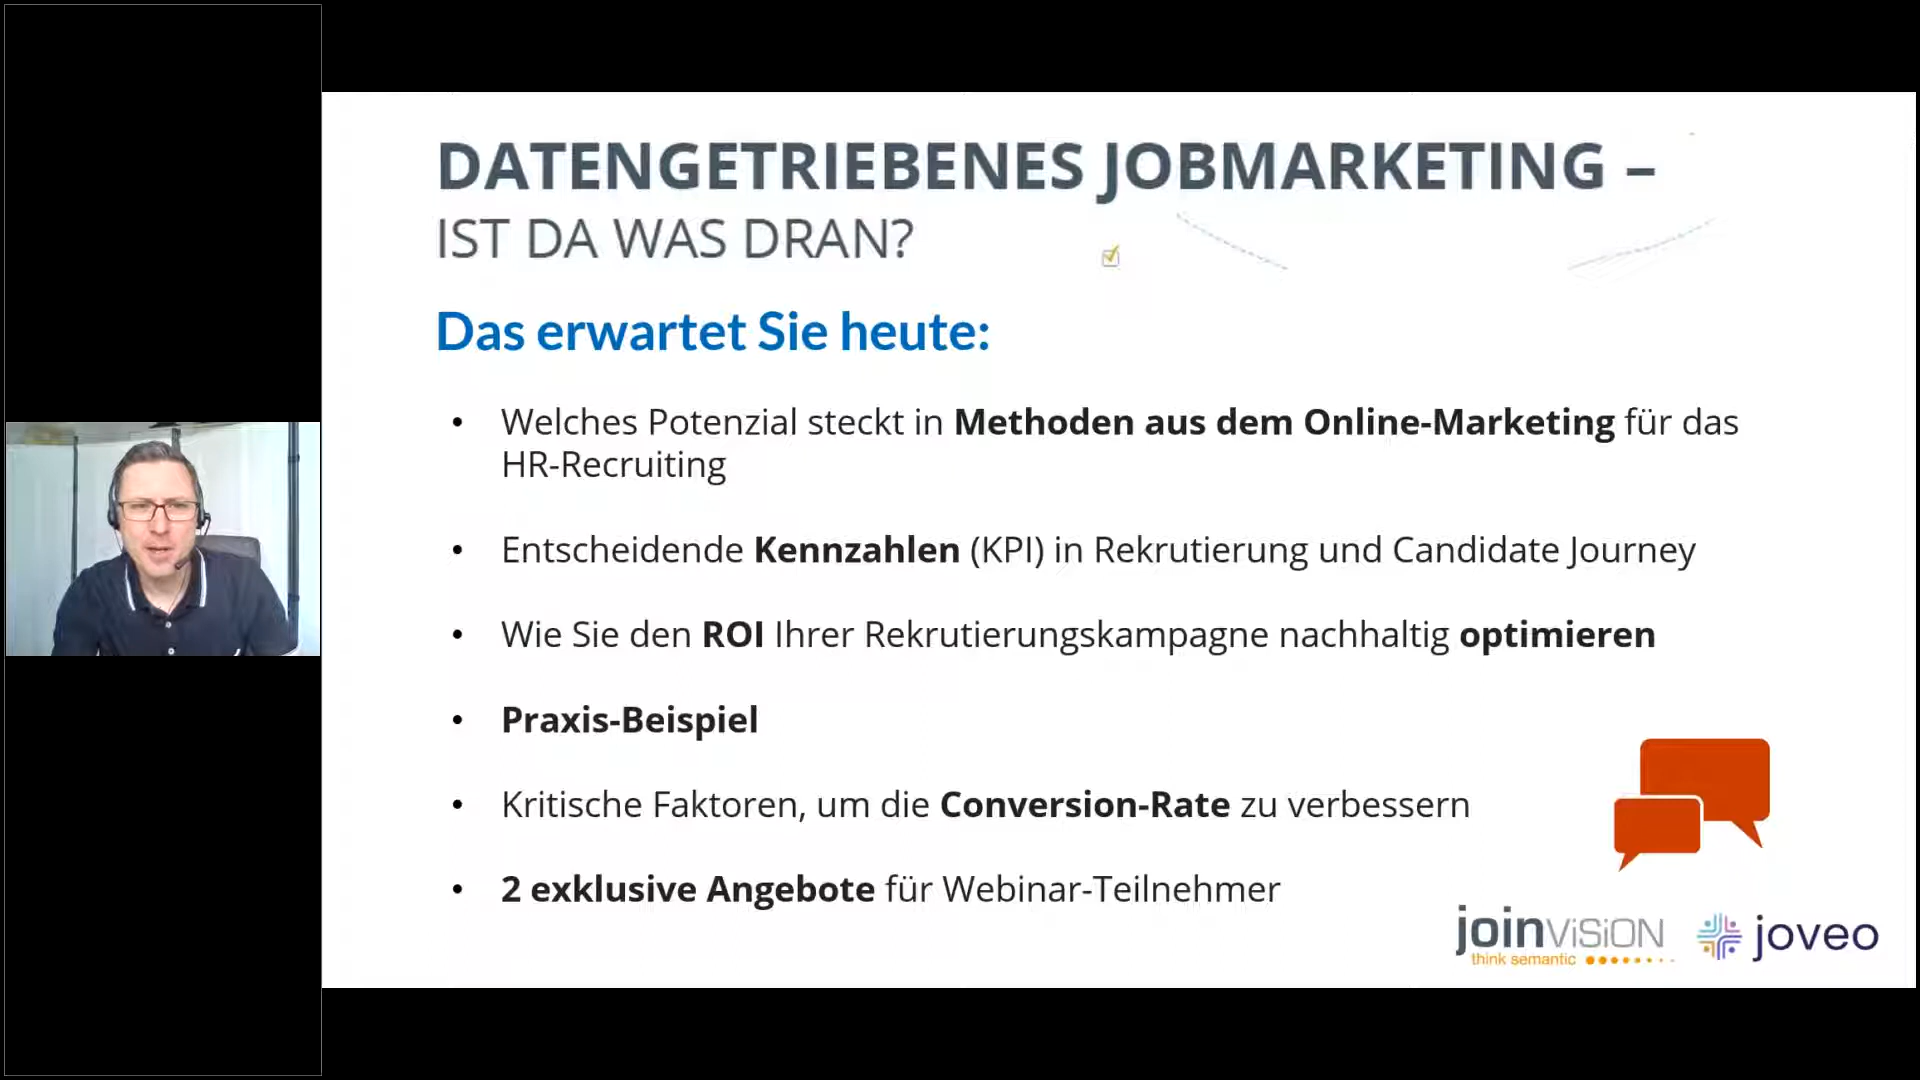 DATENGETRIEBENES JOBMARKETING –
IST DA WAS DRAN?
Das erwartet Sie heute:
• Welches Potenzial steckt in Methoden aus dem Online-Marketing für das
HR-Recruiting
• Entscheidende Kennzahlen (KPI) in Rekrutierung und Candidate Journey
• Wie Sie den ROI Ihrer Rekrutierungskampagne nachhaltig optimieren
• Praxis-Beispiel
• Kritische Faktoren, um die Conversion-Rate zu verbessern
• 2 exklusive Angebote für Webinar-Teilnehmer
joinViSiON
think semantic
joveo